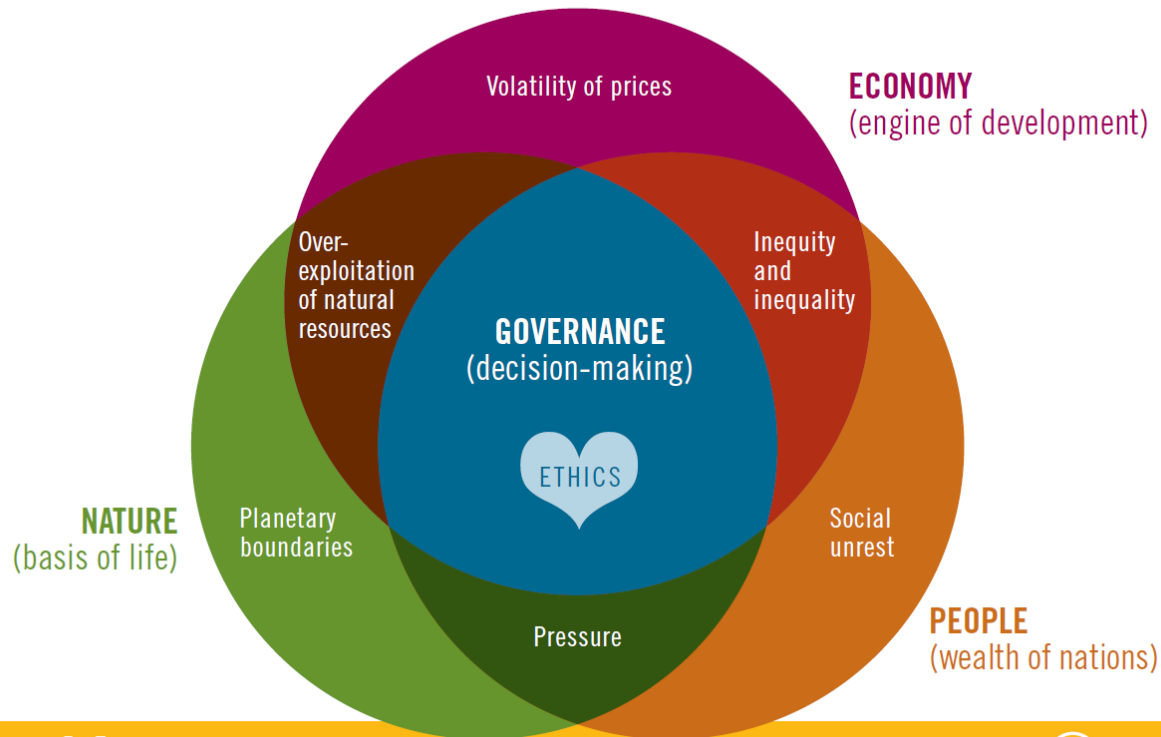 Volatility of prices
ECONOMY
(engine of development)
Over-
exploitation
of natural
resources
Inequity
and
inequality
GOVERNANCE
(decision-making)
ETHICS
NATURE
(basis of life)
Planetary
boundaries
Social
unrest
Pressure
PEOPLE
(wealth of nations)